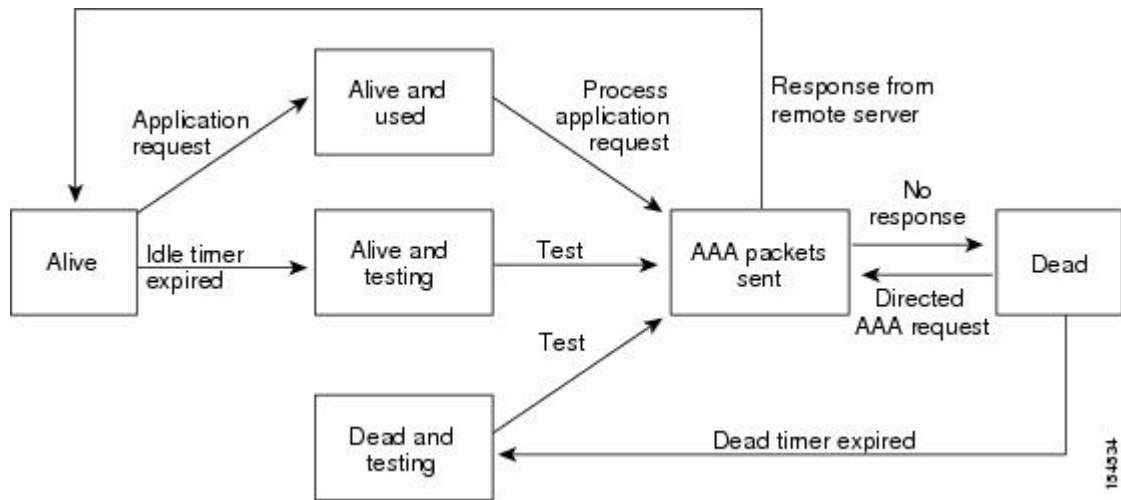 Alive and
used
Application
request
Process
application
request
Response from
remote server
Alive
Idle timer
expired
Alive and
testing
Test
AAA packets
sent
No
response
Directed
AAA request
Dead
Test
Dead and
testing
Dead timer expired
154534